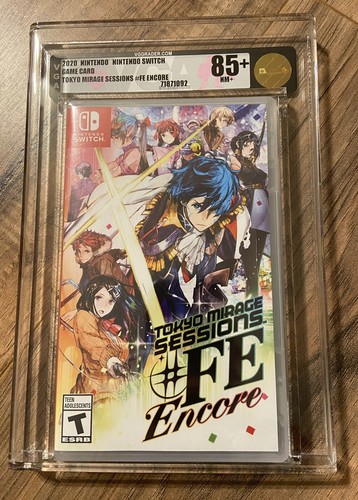 VGGRADER.COM
2020 NINTENDO NINTENDO SWITCH
GAME CARD
TOKYO MIRAGE SESSIONS #FE ENCORE
71871092
85+
NM+
NINTENDO
SWITCH
TOKYO MIRAGE
SESSIONS
#FE
Encore
TEEN
ADOLESCENTS
T
ESRB